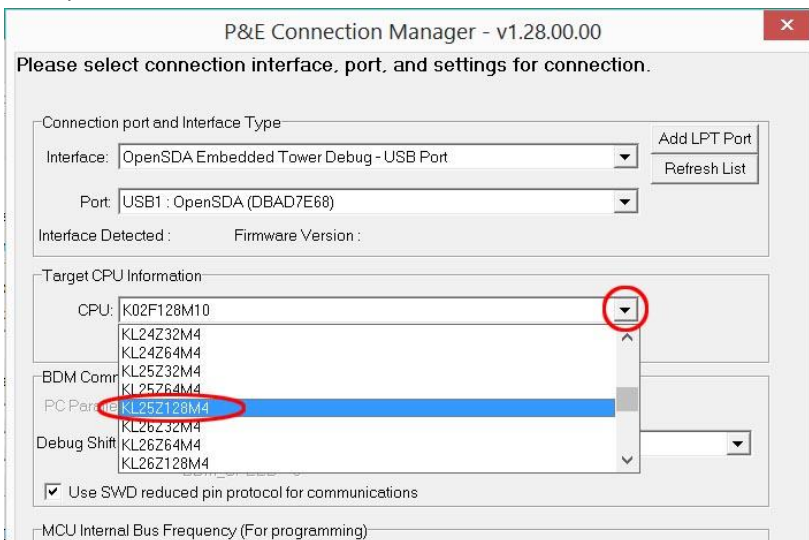 P&E Connection Manager - v1.28.00.00
Please select connection interface, port, and settings for connection.
Connection port and Interface Type
Add LPT Port
Interface: OpenSDA Embedded Tower Debug - USB Port
Refresh List
Port: USB1 : OpenSDA (DBAD7E68)
Interface Detected : Firmware Version :
Target CPU Information
CPU: K02F128M10
KL24Z32M4
KL24Z64M4
KL25Z32M4
BDM Comm
KL25Z64M4
KL25Z128M4
KL26Z32M4
Debug Shift
KL26Z64M4
KL26Z128M4
Use SWD reduced pin protocol for communications
MCU Internal Bus Frequency (For programming)